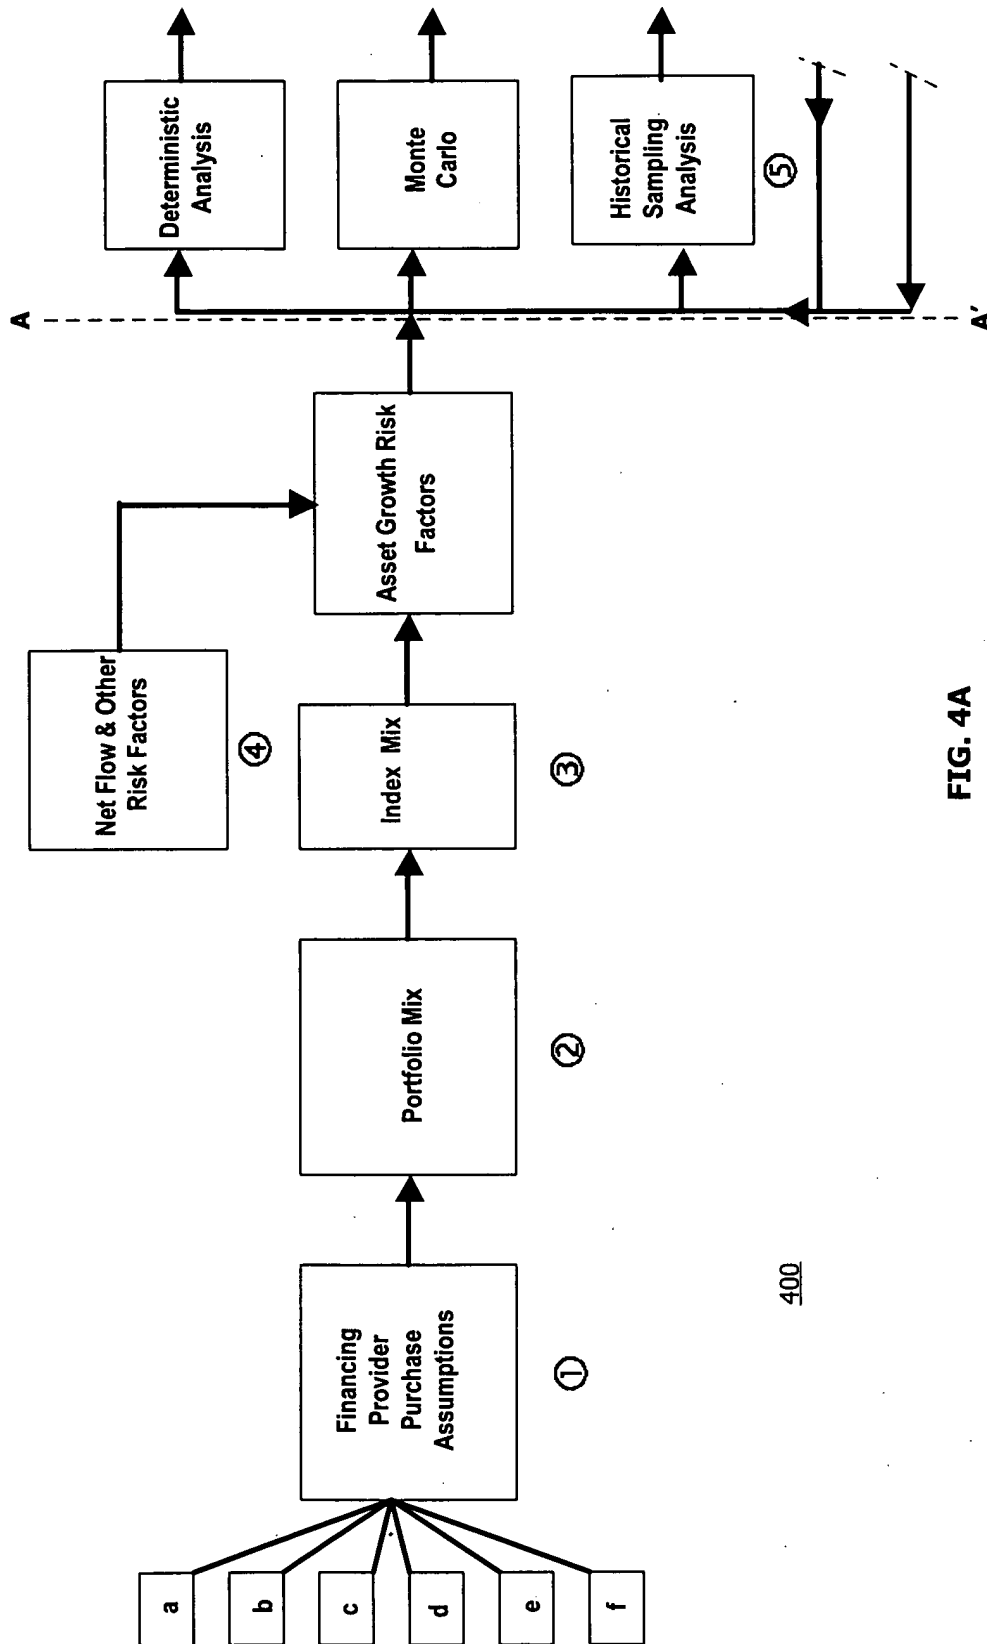 a
b
c
d
e
f
Financing
Provider
Purchase
Assumptions
①
Portfolio Mix
②
Index Mix
③
Net Flow & Other
Risk Factors
④
Asset Growth Risk
Factors
A
A'
Deterministic
Analysis
Monte
Carlo
Historical
Sampling
Analysis
⑤
400
FIG. 4A